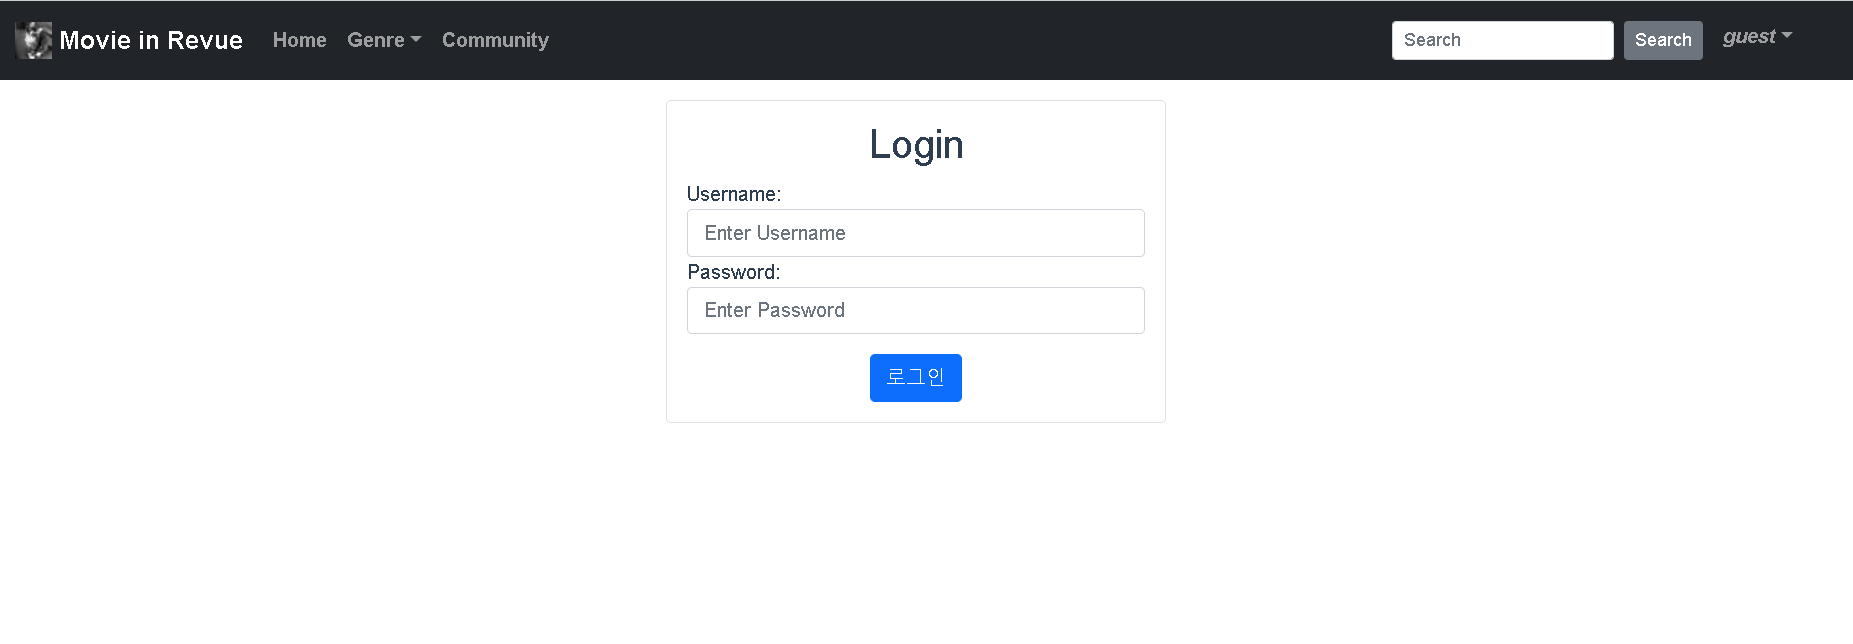 Movie in Revue Home Genre Community Search Search guest
Login
Username:
Enter Username
Password:
Enter Password
로그인